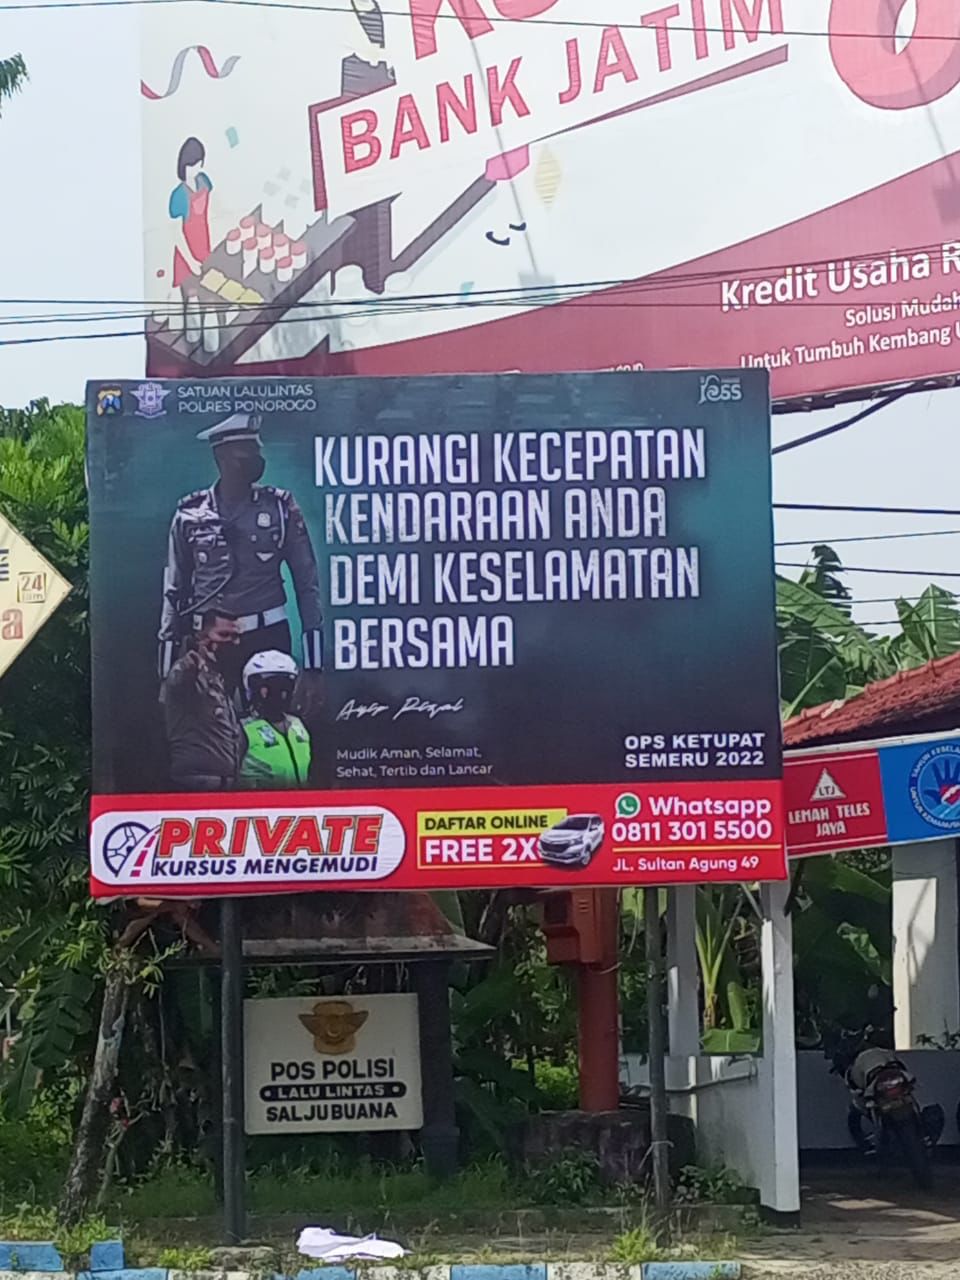 BANK JATIM
Kredit Usaha
Solusi Mudah
Untuk Tumbuh Kembang
SATUAN LALULINTAS
POLRES PONOROGO
KURANGI KECEPATAN
KENDARAAN ANDA
DEMI KESELAMATAN
BERSAMA
Mudik Aman, Selamat,
Sehat, Tertib dan Lancar
OPS KETUPAT
SEMERU 2022
PRIVATE
KURSUS MENGEMUDI
DAFTAR ONLINE
FREE 2X
Whatsapp
0811 301 5500
JL. Sultan Agung 49
24
jam
LTJ
LEMAH TELES
JAYA
POS POLISI
LALU LINTAS
SALJUBUANA